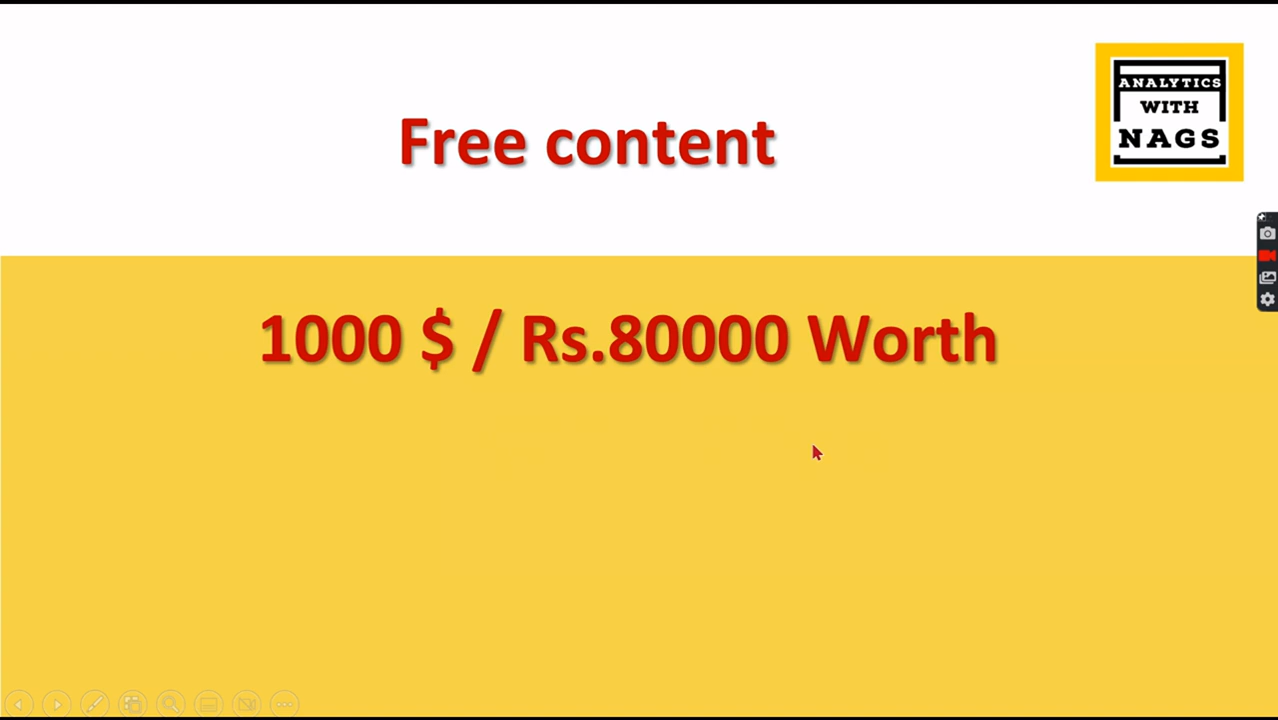 Free content
ANALYTICS
WITH
NAGS
1000 $ / Rs.80000 Worth